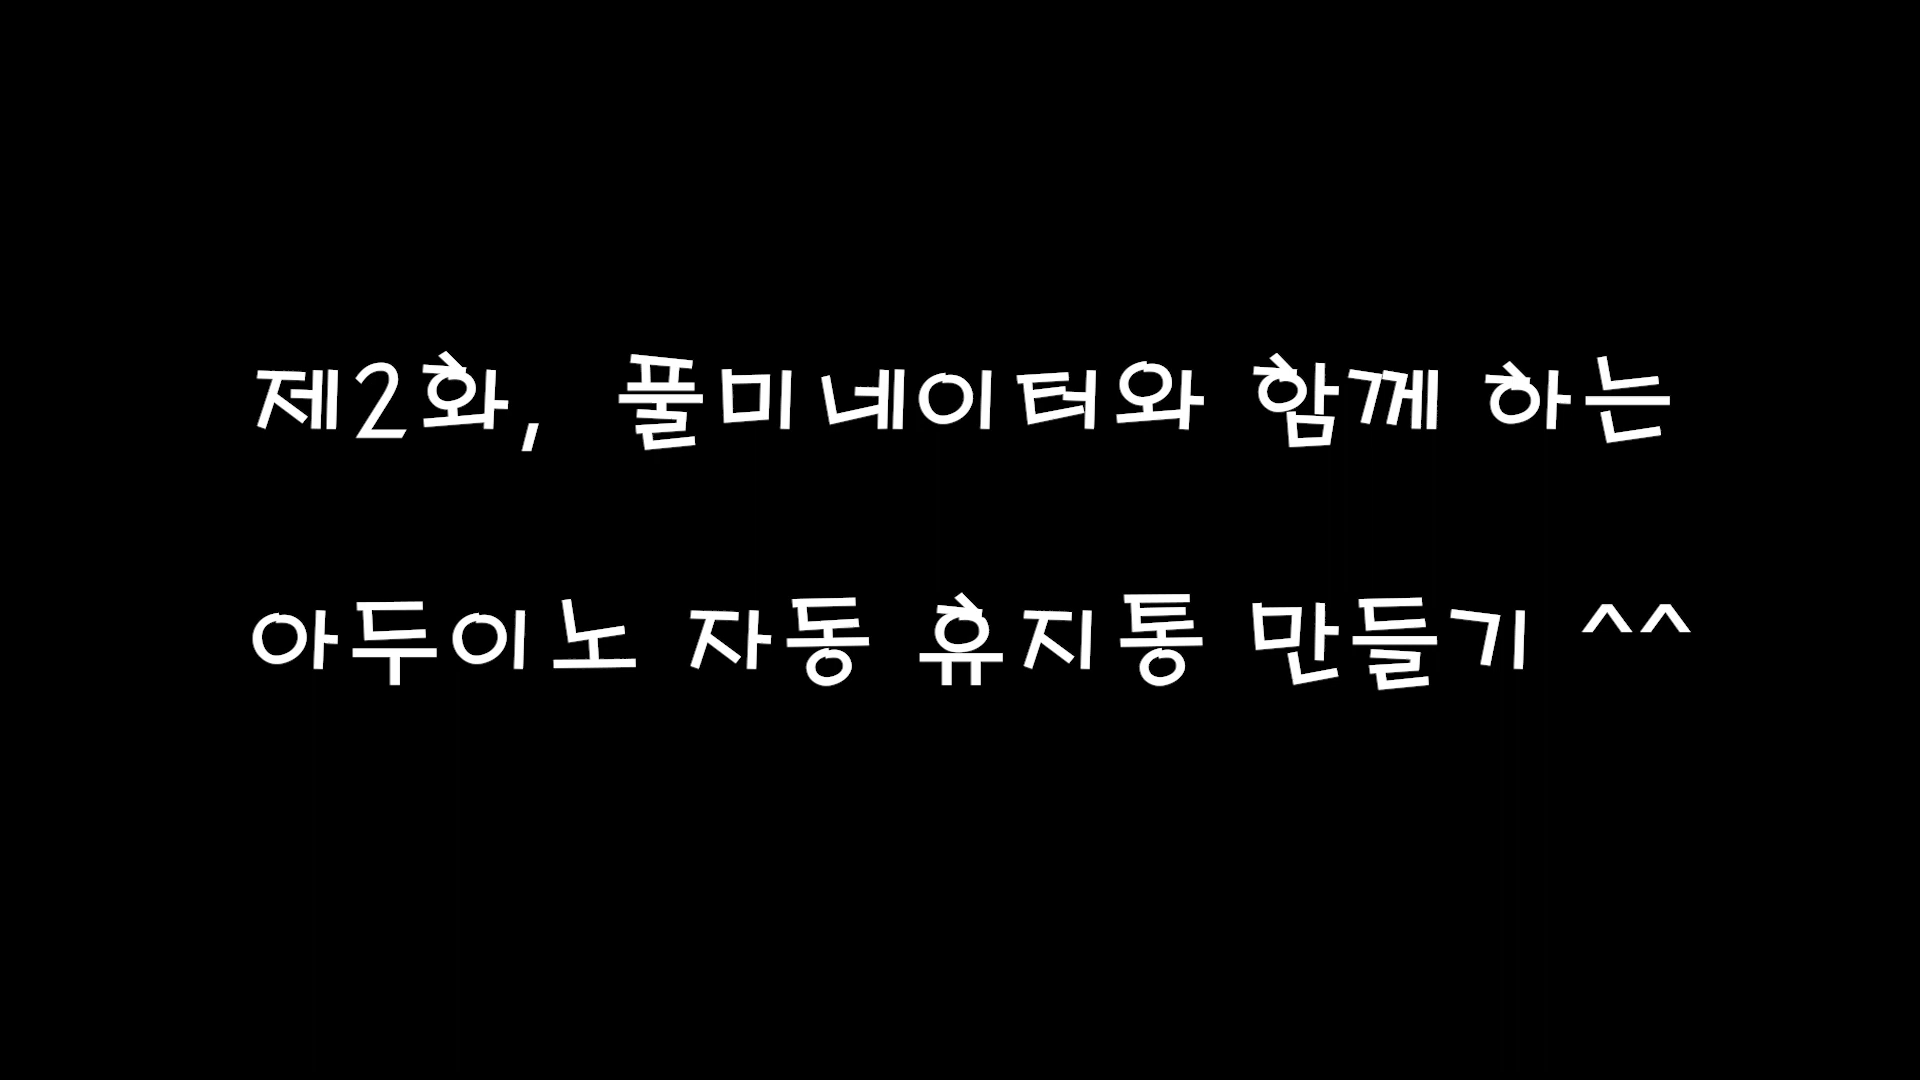 제2화, 풀미네이터와 함께 하는
아두이노 자동 휴지통 만들기 ^^